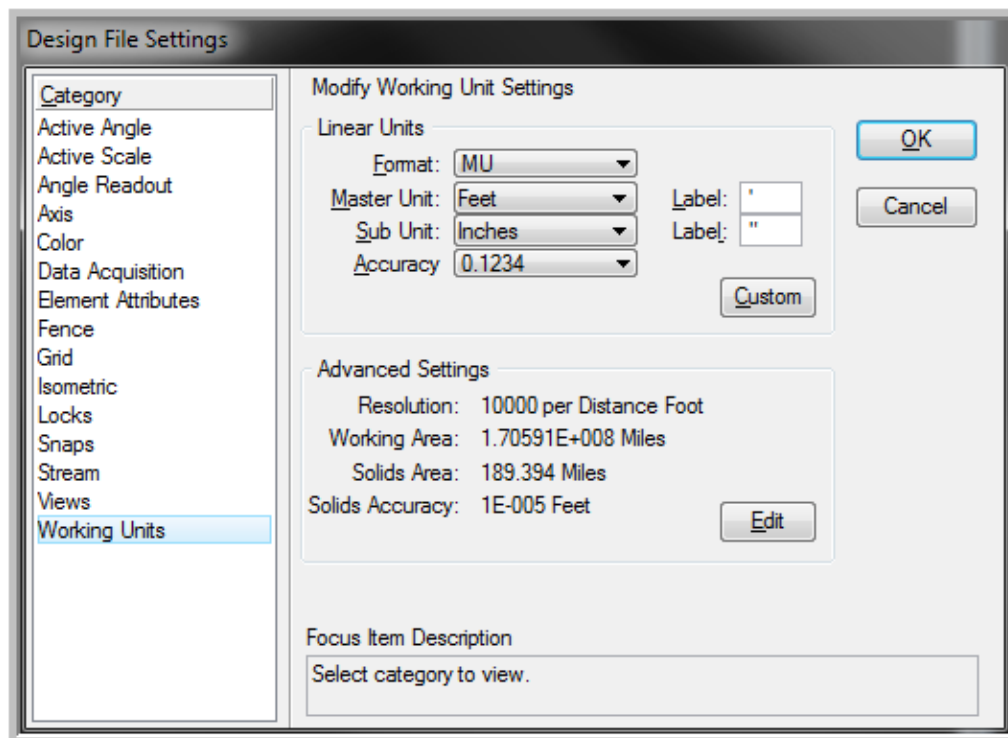 Design File Settings
Category
Active Angle
Active Scale
Angle Readout
Axis
Color
Data Acquisition
Element Attributes
Fence
Grid
Isometric
Locks
Snaps
Stream
Views
Working Units
Modify Working Unit Settings
Linear Units
Format: MU
Master Unit: Feet Label: '
Sub Unit: Inches Label: "
Accuracy 0.1234
Custom
Advanced Settings
Resolution: 10000 per Distance Foot
Working Area: 1.70591E+008 Miles
Solids Area: 189.394 Miles
Solids Accuracy: 1E-005 Feet
Edit
Focus Item Description
Select category to view.
OK
Cancel